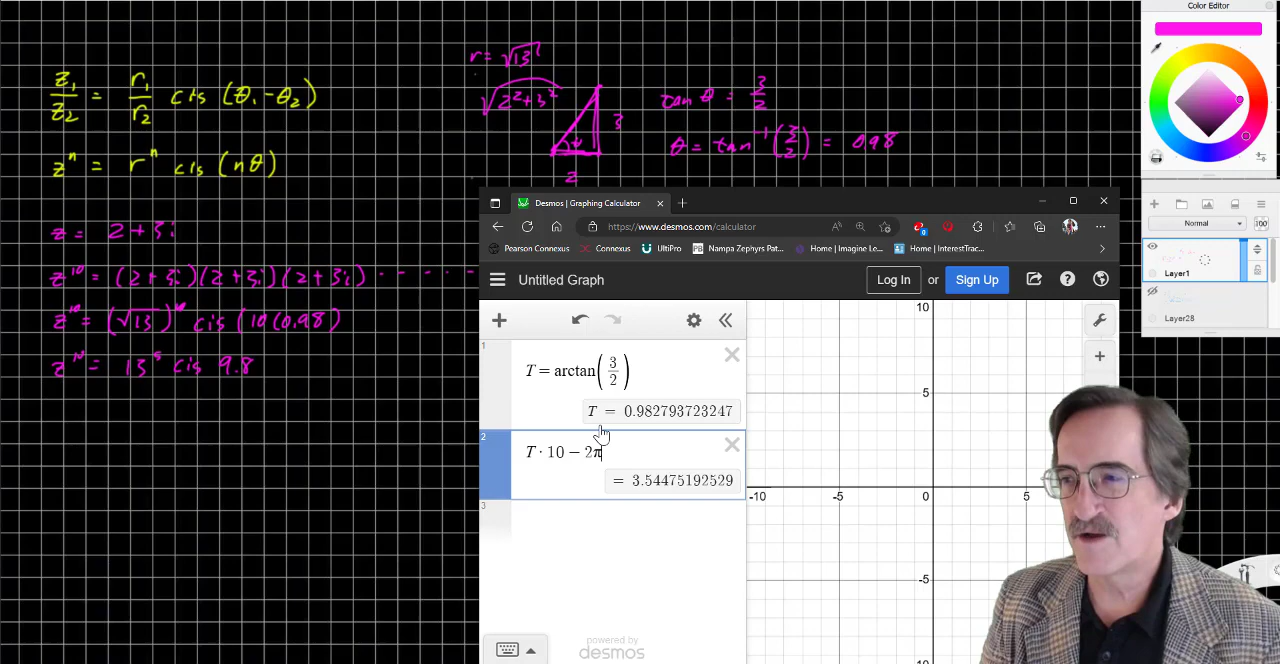 Color Editor
r = √13
z₁/z₂ = r₁/r₂ cis (θ₁-θ₂)
√2²+3²
3
2
tan θ = 3/2
θ = tan⁻¹(3/2) = 0.98
zⁿ = rⁿ cis (nθ)
z = 2+3i
z¹⁰ = (2+3i)(2+3i)(2+3i) - - - - - -
z¹⁰ = (√13)¹⁰ cis (10(0.98)
z¹⁰ = 13⁵ cis 9.8
Desmos | Graphing Calculator
https://www.desmos.com/calculator
Pearson Connexus
Connexus
UltiPro
Nampa Zephyrs Pat...
Home | Imagine Le...
Home | InterestTrac...
Untitled Graph
Log In
or
Sign Up
1
T = arctan(3/2)
T = 0.982793723247
2
T · 10 − 2π
= 3.54475192529
3
powered by
desmos
10
5
-10
-5
0
5
-5
-10
Normal
100
Layer1
Layer28